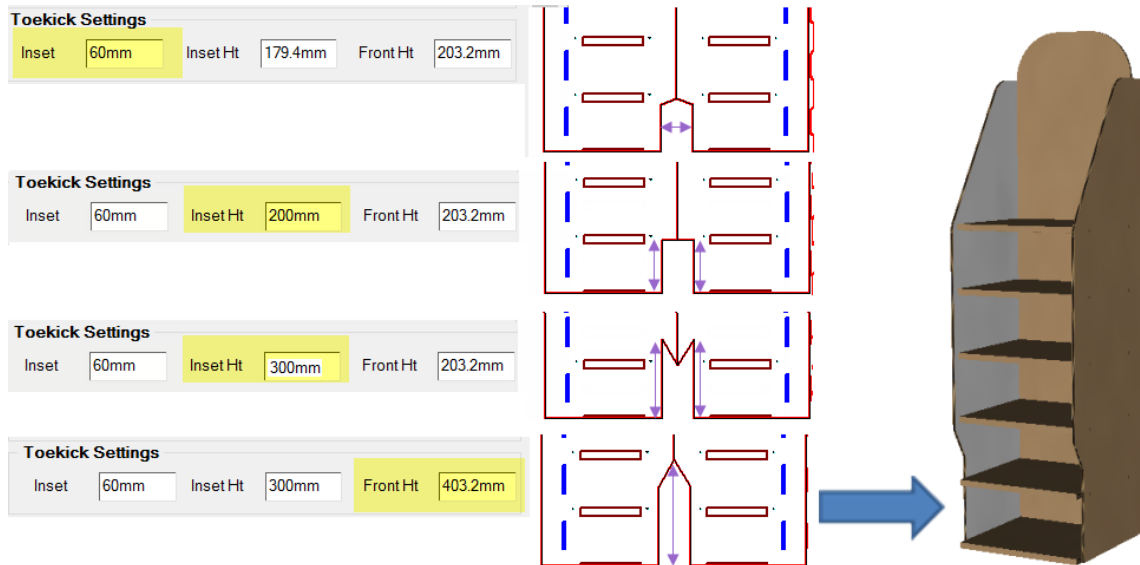 Toekick Settings
Inset 60mm Inset Ht 179.4mm Front Ht 203.2mm
Toekick Settings
Inset 60mm Inset Ht 200mm Front Ht 203.2mm
Toekick Settings
Inset 60mm Inset Ht 300mm Front Ht 203.2mm
Toekick Settings
Inset 60mm Inset Ht 300mm Front Ht 403.2mm